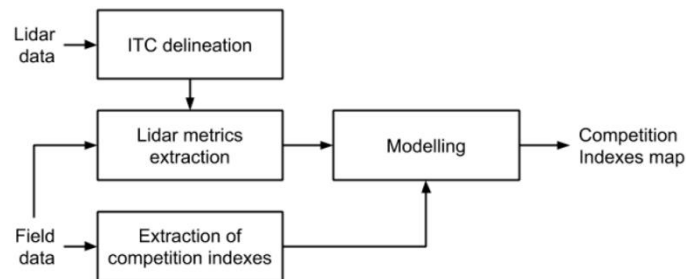 Lidar
data
ITC delineation
Lidar metrics
extraction
Modelling
Competition
Indexes map
Field
data
Extraction of
competition indexes